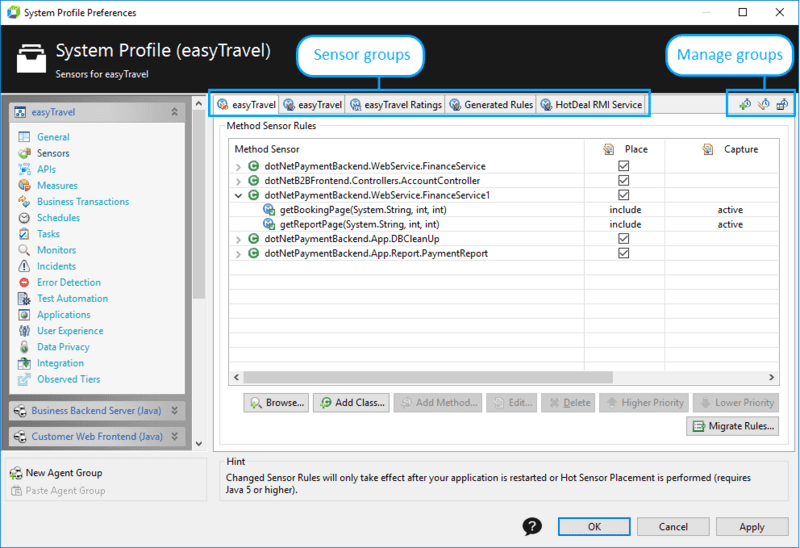 System Profile Preferences
System Profile (easyTravel)
Sensors for easyTravel
Sensor groups
Manage groups
easyTravel
General
Sensors
APIs
Measures
Business Transactions
Schedules
Tasks
Monitors
Incidents
Error Detection
Test Automation
Applications
User Experience
Data Privacy
Integration
Observed Tiers
Business Backend Server (Java)
Customer Web Frontend (Java)
New Agent Group
Paste Agent Group
easyTravel easyTravel easyTravel Ratings Generated Rules HotDeal RMI Service
Method Sensor Rules
Method Sensor Place Capture
dotNetPaymentBackend.WebService.FinanceService
dotNetB2BFrontend.Controllers.AccountController
dotNetPaymentBackend.WebService.FinanceService1
getBookingPage(System.String, int, int) include active
getReportPage(System.String, int, int) include active
dotNetPaymentBackend.App.DBCleanUp
dotNetPaymentBackend.App.Report.PaymentReport
Browse... Add Class... Add Method... Edit... Delete Higher Priority Lower Priority
Migrate Rules...
Hint
Changed Sensor Rules will only take effect after your application is restarted or Hot Sensor Placement is performed (requires
Java 5 or higher).
? OK Cancel Apply